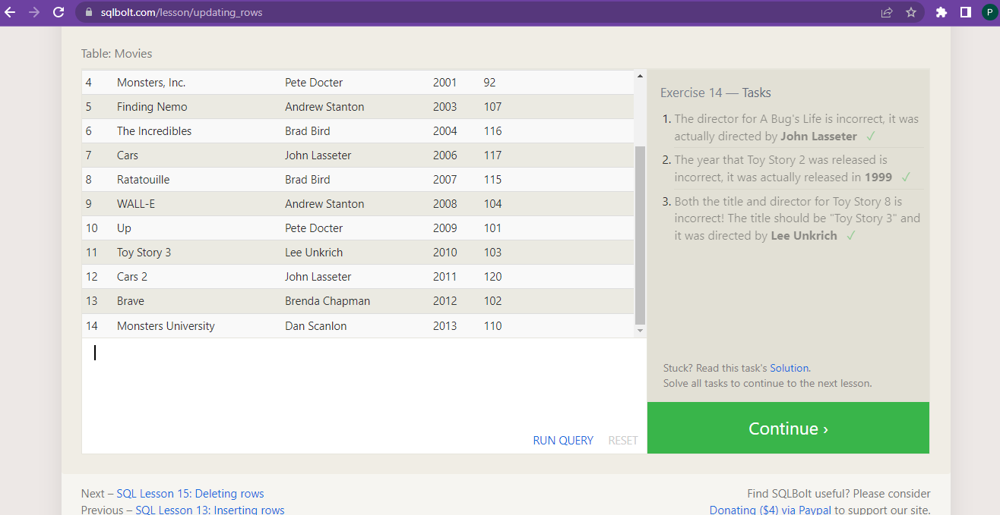 sqlbolt.com/lesson/updating_rows
P
Table: Movies
4 Monsters, Inc. Pete Docter 2001 92
5 Finding Nemo Andrew Stanton 2003 107
6 The Incredibles Brad Bird 2004 116
7 Cars John Lasseter 2006 117
8 Ratatouille Brad Bird 2007 115
9 WALL-E Andrew Stanton 2008 104
10 Up Pete Docter 2009 101
11 Toy Story 3 Lee Unkrich 2010 103
12 Cars 2 John Lasseter 2011 120
13 Brave Brenda Chapman 2012 102
14 Monsters University Dan Scanlon 2013 110
RUN QUERY RESET
Exercise 14 — Tasks
1. The director for A Bug's Life is incorrect, it was
actually directed by John Lasseter ✓
2. The year that Toy Story 2 was released is
incorrect, it was actually released in 1999 ✓
3. Both the title and director for Toy Story 8 is
incorrect! The title should be "Toy Story 3" and
it was directed by Lee Unkrich ✓
Stuck? Read this task's Solution.
Solve all tasks to continue to the next lesson.
Continue ›
Next – SQL Lesson 15: Deleting rows
Previous – SQL Lesson 13: Inserting rows
Find SQLBolt useful? Please consider
Donating ($4) via Paypal to support our site.